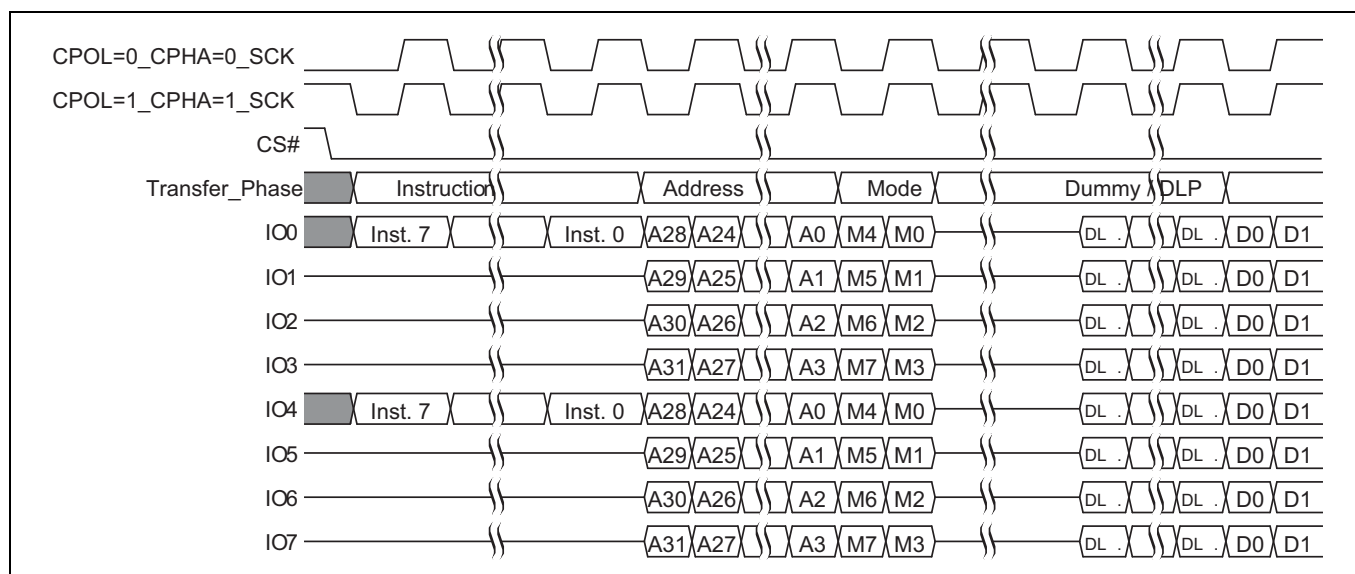 CPOL=0_CPHA=0_SCK
CPOL=1_CPHA=1_SCK
CS#
Transfer_Phase Instruction Address Mode Dummy / DLP
IO0 Inst. 7 Inst. 0 A28 A24 A0 M4 M0 DL . DL . D0 D1
IO1 A29 A25 A1 M5 M1 DL . DL . D0 D1
IO2 A30 A26 A2 M6 M2 DL . DL . D0 D1
IO3 A31 A27 A3 M7 M3 DL . DL . D0 D1
IO4 Inst. 7 Inst. 0 A28 A24 A0 M4 M0 DL . DL . D0 D1
IO5 A29 A25 A1 M5 M1 DL . DL . D0 D1
IO6 A30 A26 A2 M6 M2 DL . DL . D0 D1
IO7 A31 A27 A3 M7 M3 DL . DL . D0 D1